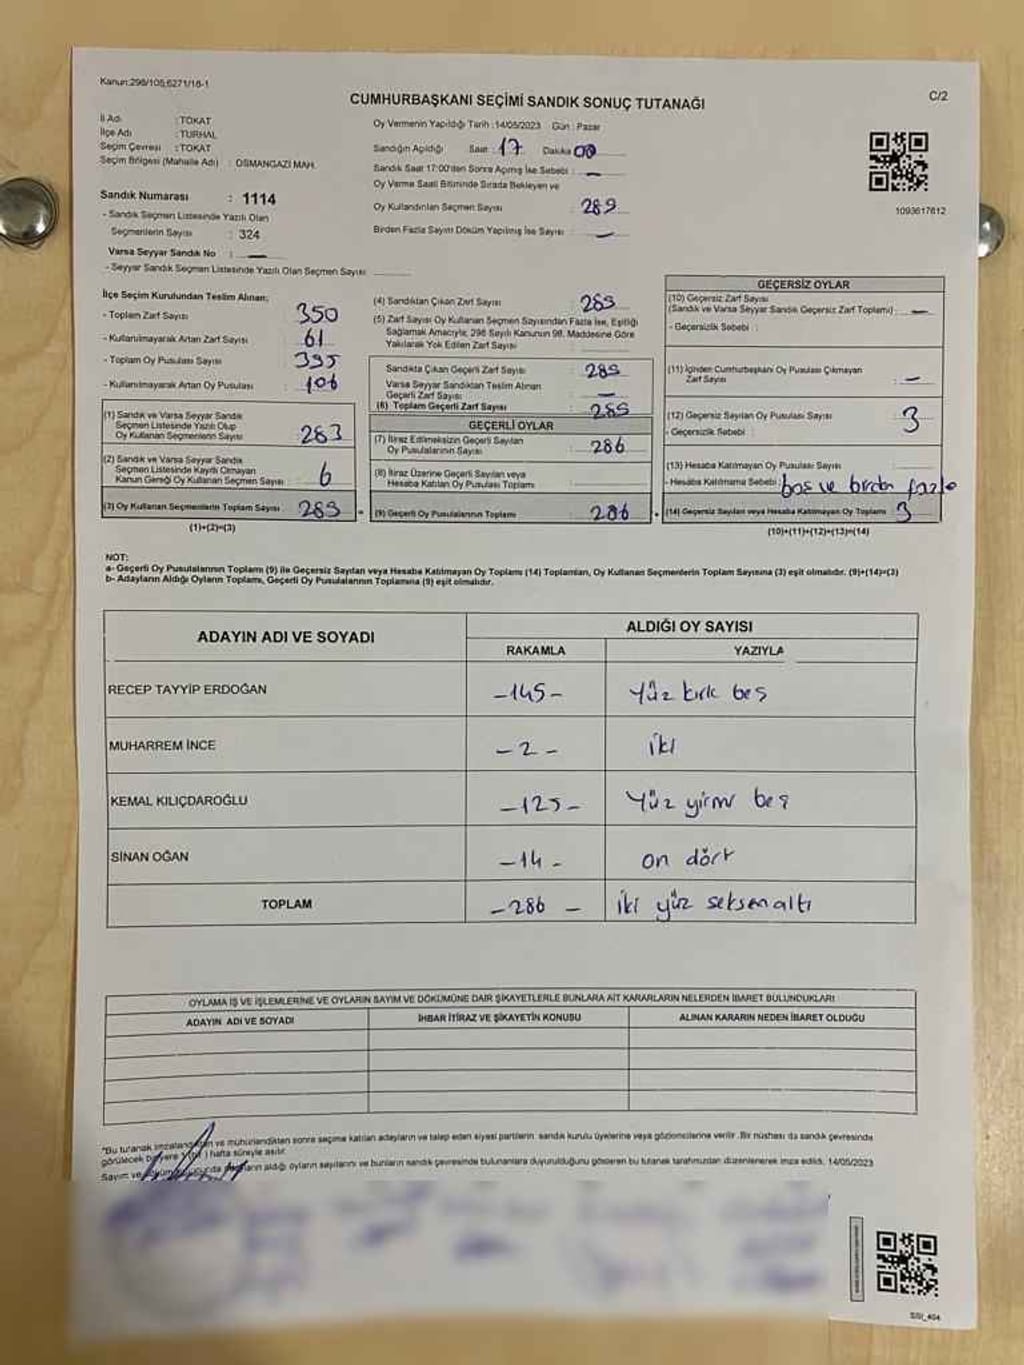 Kanun:298/105;6271/18-1
C/2
CUMHURBAŞKANI SEÇİMİ SANDIK SONUÇ TUTANAĞI
İl Adı : TOKAT
İlçe Adı : TURHAL
Seçim Çevresi : TOKAT
Seçim Bölgesi (Mahalle Adı) : OSMANGAZİ MAH.
Sandık Numarası : 1114
- Sandık Seçmen Listesinde Yazılı Olan
Seçmenlerin Sayısı : 324
Varsa Seyyar Sandık No : —
- Seyyar Sandık Seçmen Listesinde Yazılı Olan Seçmen Sayısı
Oy Vermenin Yapıldığı Tarih :14/05/2023 Gün : Pazar
Sandığın Açıldığı Saat : 17 Dakika 00
Sandık Saat 17:00'den Sonra Açılmış İse Sebebi : —
Oy Verme Saati Bitiminde Sırada Bekleyen ve
Oy Kullandırılan Seçmen Sayısı : 289
Birden Fazla Sayım Döküm Yapılmış İse Sayısı : —
1093617612
İlçe Seçim Kurulundan Teslim Alınan;
- Toplam Zarf Sayısı : 350
- Kullanılmayarak Artan Zarf Sayısı : 61
- Toplam Oy Pusulası Sayısı : 395
- Kullanılmayarak Artan Oy Pusulası : 106
(1) Sandık ve Varsa Seyyar Sandık
Seçmen Listesinde Yazılı Olup
Oy Kullanan Seçmenlerin Sayısı : 283
(2) Sandık ve Varsa Seyyar Sandık
Seçmen Listesinde Kayıtlı Olmayan
Kanun Gereği Oy Kullanan Seçmen Sayısı : 6
(3) Oy Kullanan Seçmenlerin Toplam Sayısı : 289
(1)+(2)=(3)
(4) Sandıktan Çıkan Zarf Sayısı : 289
(5) Zarf Sayısı Oy Kullanan Seçmen Sayısından Fazla İse, Eşitliği
Sağlamak Amacıyla, 298 Sayılı Kanunun 98. Maddesine Göre
Yakılarak Yok Edilen Zarf Sayısı :
Sandıkta Çıkan Geçerli Zarf Sayısı : 289
Varsa Seyyar Sandıktan Teslim Alınan
Geçerli Zarf Sayısı : —
(6) Toplam Geçerli Zarf Sayısı : 289
GEÇERLİ OYLAR
(7) İtiraz Edilmeksizin Geçerli Sayılan
Oy Pusulalarının Sayısı : 286
(8) İtiraz Üzerine Geçerli Sayılan veya
Hesaba Katılan Oy Pusulası Toplamı :
(9) Geçerli Oy Pusulalarının Toplamı : 286
GEÇERSİZ OYLAR
(10) Geçersiz Zarf Sayısı
(Sandık ve Varsa Seyyar Sandık Geçersiz Zarf Toplamı) : —
- Geçersizlik Sebebi :
(11) İçinden Cumhurbaşkanı Oy Pusulası Çıkmayan
Zarf Sayısı : —
(12) Geçersiz Sayılan Oy Pusulası Sayısı : 3
- Geçersizlik Sebebi :
(13) Hesaba Katılmayan Oy Pusulası Sayısı :
- Hesaba Katılmama Sebebi : boş ve birden fazla
(14) Geçersiz Sayılan veya Hesaba Katılmayan Oy Toplamı : 3
(10)+(11)+(12)+(13)=(14)
NOT:
a- Geçerli Oy Pusulalarının Toplamı (9) ile Geçersiz Sayılan veya Hesaba Katılmayan Oy Toplamı (14) Toplamları, Oy Kullanan Seçmenlerin Toplam Sayısına (3) eşit olmalıdır. (9)+(14)=(3)
b- Adayların Aldığı Oyların Toplamı, Geçerli Oy Pusulalarının Toplamına (9) eşit olmalıdır.
ADAYIN ADI VE SOYADI
ALDIĞI OY SAYISI
RAKAMLA YAZIYLA
RECEP TAYYİP ERDOĞAN -145- Yüz kırk beş
MUHARREM İNCE -2- iki
KEMAL KILIÇDAROĞLU -125- Yüz yirmi beş
SİNAN OĞAN -14- on dört
TOPLAM -286- iki yüz seksen altı
OYLAMA İŞ VE İŞLEMLERİNE VE OYLARIN SAYIM VE DÖKÜMÜNE DAİR ŞİKAYETLERLE BUNLARA AİT KARARLARIN NELERDEN İBARET BULUNDUKLARI
ADAYIN ADI VE SOYADI İHBAR İTİRAZ VE ŞİKAYETİN KONUSU ALINAN KARARIN NEDEN İBARET OLDUĞU
"Bu tutanak ve mühürlendikten sonra seçime katılan adayların ve talep eden siyasi partilerin sandık kurulu üyelerine veya gözlemcilerine verilir. Bir nüshası da sandık çevresinde
görülecek bir yere hafta süreyle asılır.
Sayım ve aldığı oyların sayılarını ve bunların sandık çevresinde bulunanlara duyurulduğunu gösteren bu tutanak tarafımızdan düzenlenerek imza edildi. 14/05/2023
SSI_404